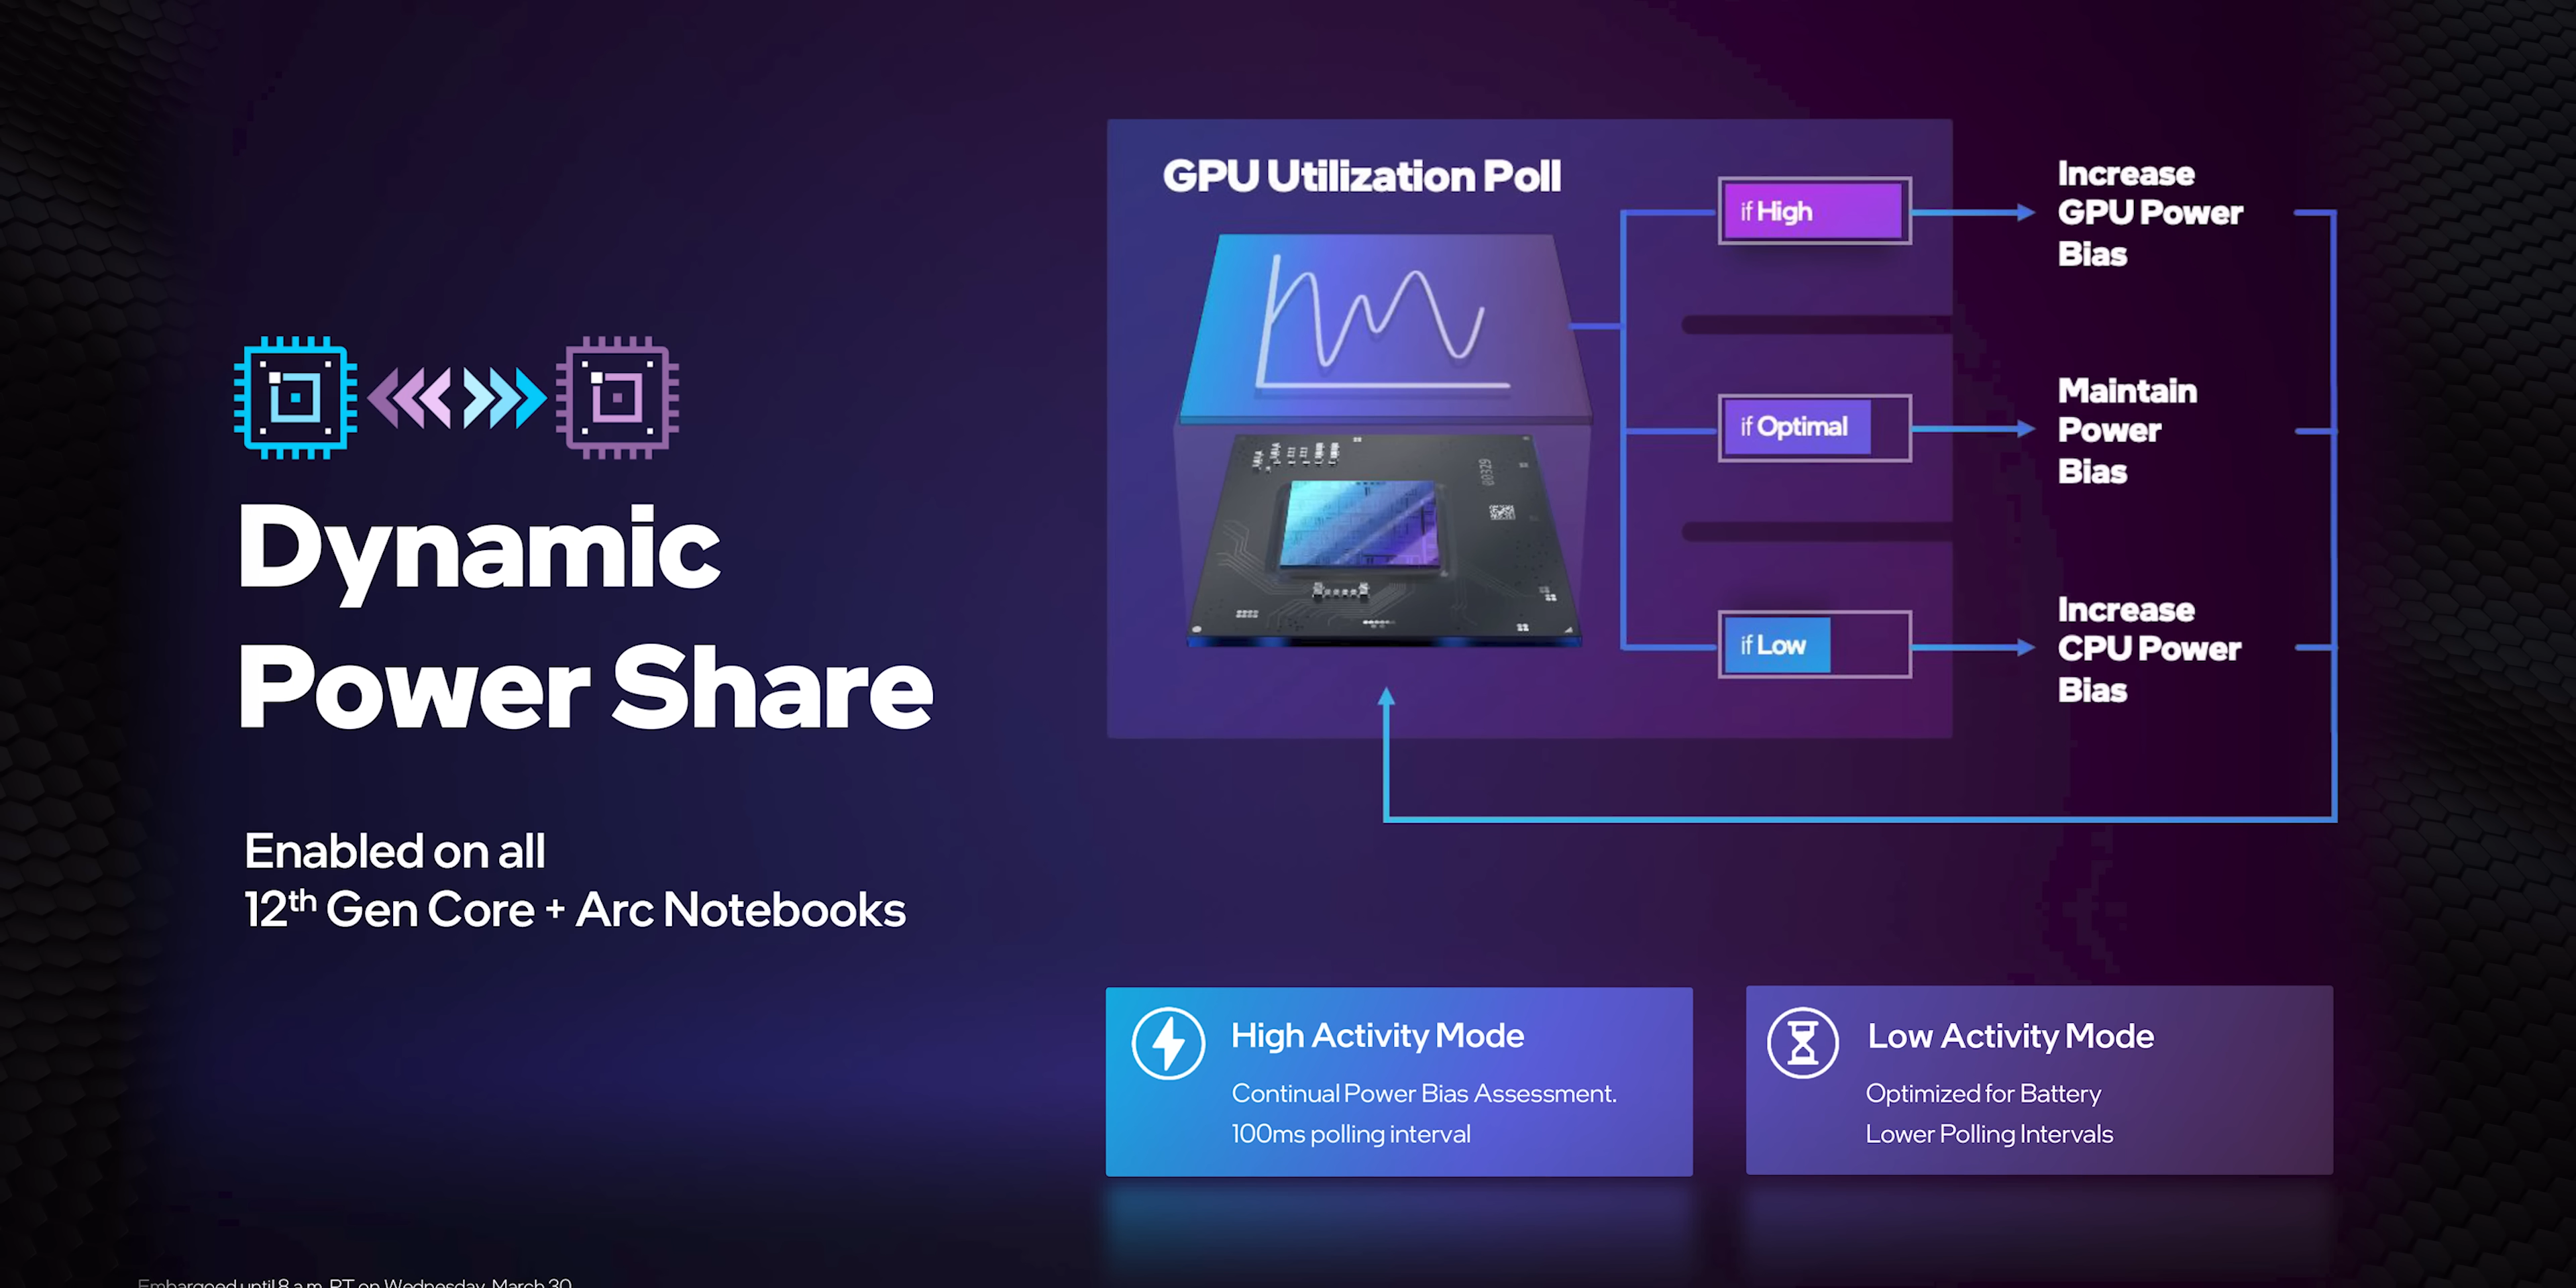 Dynamic
Power Share
Enabled on all
12th Gen Core + Arc Notebooks
GPU Utilization Poll
if High
Increase
GPU Power
Bias
if Optimal
Maintain
Power
Bias
00329
if Low
Increase
CPU Power
Bias
High Activity Mode
Continual Power Bias Assessment.
100ms polling interval
Low Activity Mode
Optimized for Battery
Lower Polling Intervals
Embargoed until 8 a.m. PT on Wednesday, March 30